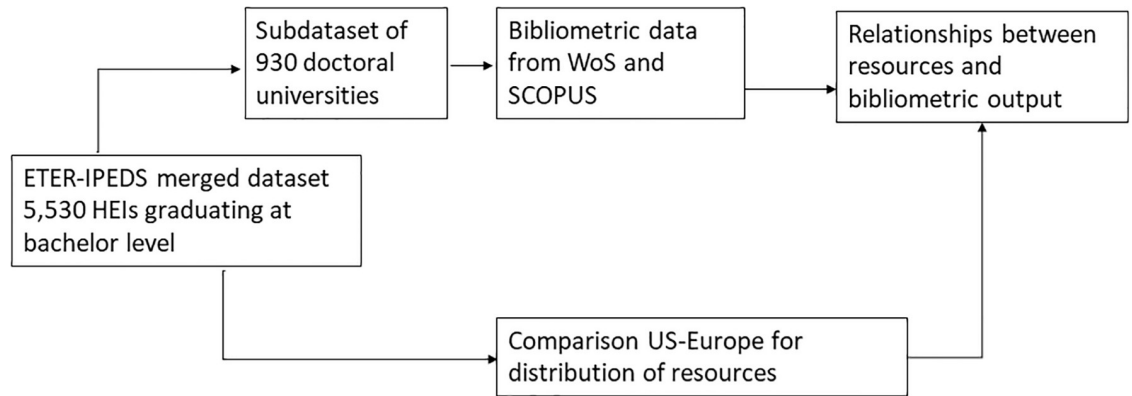 Subdataset of
930 doctoral
universities
Bibliometric data
from WoS and
SCOPUS
Relationships between
resources and
bibliometric output
ETER-IPEDS merged dataset
5,530 HEIs graduating at
bachelor level
Comparison US-Europe for
distribution of resources